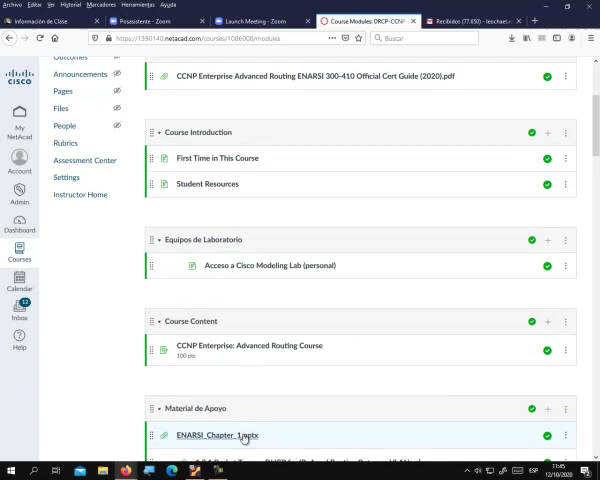 Archivo Editar Ver Historial Marcadores Herramientas Ayuda
Información de Clase
Posasistente - Zoom
Launch Meeting - Zoom
Course Modules: DRCP-CCNP
Recibidos (77.650) - leochaeta
https://1390140.netacad.com/courses/1086008/modules
Buscar
CISCO
My NetAcad
Account
Admin
Dashboard
Courses
Calendar
12
Inbox
Help
Outcomes
Announcements
Pages
Files
People
Rubrics
Assessment Center
Settings
Instructor Home
CCNP Enterprise Advanced Routing ENARSI 300-410 Official Cert Guide (2020).pdf
Course Introduction
First Time in This Course
Student Resources
Equipos de Laboratorio
Acceso a Cisco Modeling Lab (personal)
Course Content
CCNP Enterprise: Advanced Routing Course
100 pts
Material de Apoyo
ENARSI_Chapter_1.pptx
ESP
11:45
12/10/2020